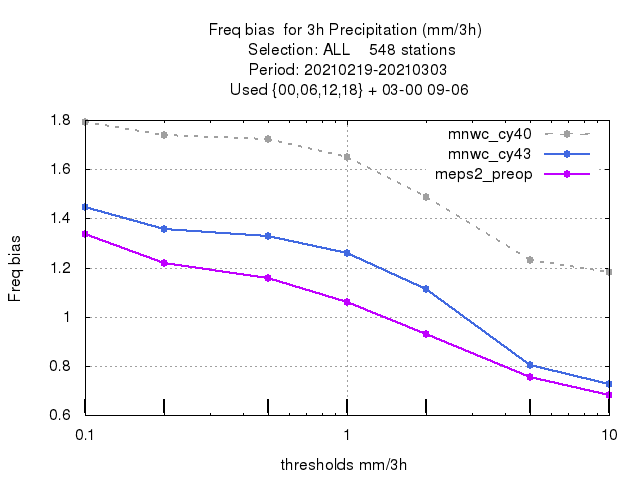 Freq bias  for 3h Precipitation (mm/3h)
Selection: ALL    548 stations
Period: 20210219-20210303
Used {00,06,12,18} + 03-00 09-06
1.8
1.6
1.4
1.2
1
0.8
0.6
Freq bias
mnwc_cy40
mnwc_cy43
meps2_preop
0.1
1
10
thresholds mm/3h